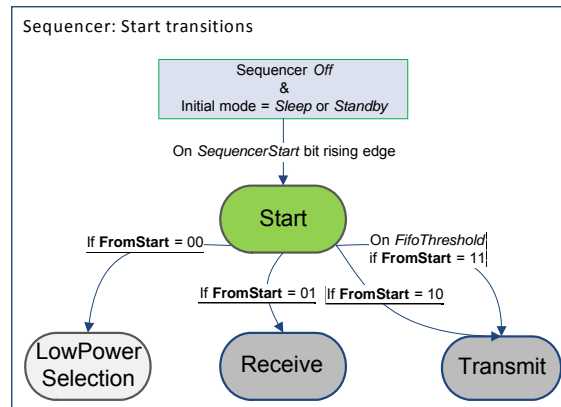 Sequencer: Start transitions
Sequencer Off
&
Initial mode = Sleep or Standby
On SequencerStart bit rising edge
Start
If FromStart = 00
On FifoThreshold
if FromStart = 11
If FromStart = 01
If FromStart = 10
LowPower
Selection
Receive
Transmit